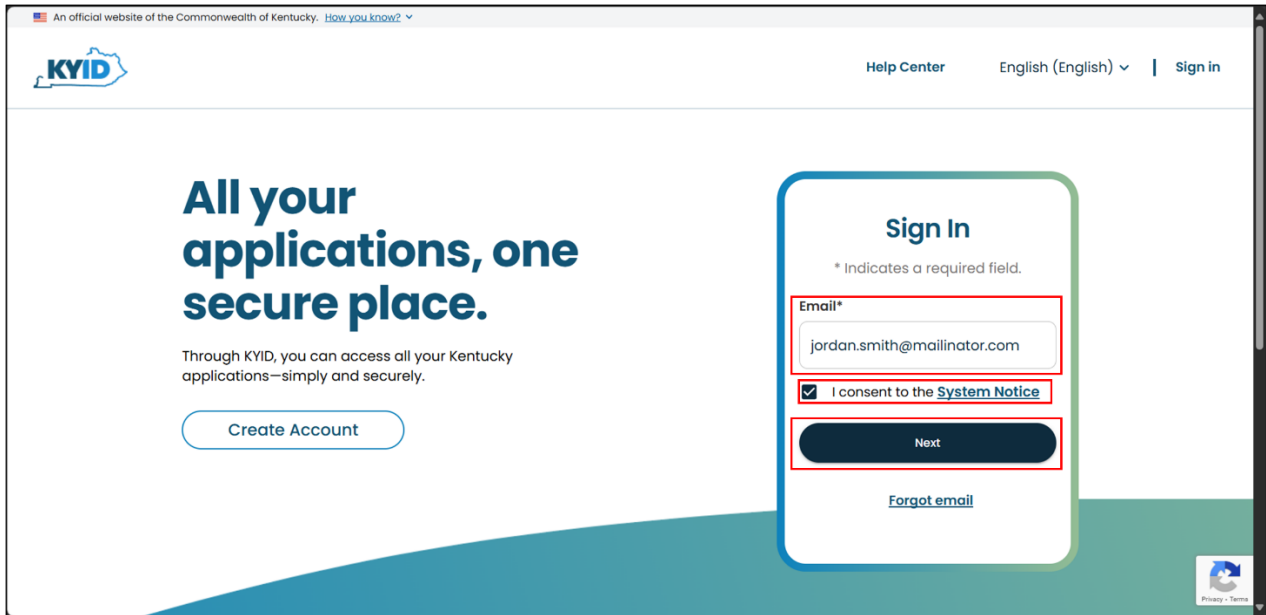 An official website of the Commonwealth of Kentucky. How you know?
KYID
Help Center
English (English)
Sign in
All your
applications, one
secure place.
Through KYID, you can access all your Kentucky
applications—simply and securely.
Create Account
Sign In
* Indicates a required field.
Email*
jordan.smith@mailinator.com
I consent to the System Notice
Next
Forgot email
Privacy - Terms